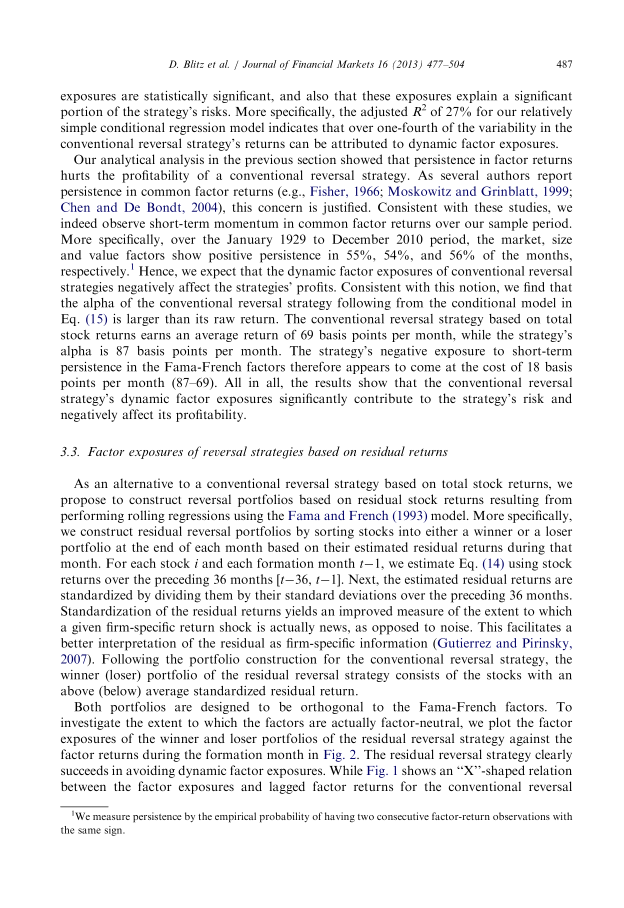 D. Blitz et al. / Journal of Financial Markets 16 (2013) 477–504 487
exposures are statistically significant, and also that these exposures explain a significant
portion of the strategy's risks. More specifically, the adjusted R² of 27% for our relatively
simple conditional regression model indicates that over one-fourth of the variability in the
conventional reversal strategy's returns can be attributed to dynamic factor exposures.
Our analytical analysis in the previous section showed that persistence in factor returns
hurts the profitability of a conventional reversal strategy. As several authors report
persistence in common factor returns (e.g., Fisher, 1966; Moskowitz and Grinblatt, 1999;
Chen and De Bondt, 2004), this concern is justified. Consistent with these studies, we
indeed observe short-term momentum in common factor returns over our sample period.
More specifically, over the January 1929 to December 2010 period, the market, size
and value factors show positive persistence in 55%, 54%, and 56% of the months,
respectively.¹ Hence, we expect that the dynamic factor exposures of conventional reversal
strategies negatively affect the strategies' profits. Consistent with this notion, we find that
the alpha of the conventional reversal strategy following from the conditional model in
Eq. (15) is larger than its raw return. The conventional reversal strategy based on total
stock returns earns an average return of 69 basis points per month, while the strategy's
alpha is 87 basis points per month. The strategy's negative exposure to short-term
persistence in the Fama-French factors therefore appears to come at the cost of 18 basis
points per month (87–69). All in all, the results show that the conventional reversal
strategy's dynamic factor exposures significantly contribute to the strategy's risk and
negatively affect its profitability.
3.3. Factor exposures of reversal strategies based on residual returns
As an alternative to a conventional reversal strategy based on total stock returns, we
propose to construct reversal portfolios based on residual stock returns resulting from
performing rolling regressions using the Fama and French (1993) model. More specifically,
we construct residual reversal portfolios by sorting stocks into either a winner or a loser
portfolio at the end of each month based on their estimated residual returns during that
month. For each stock i and each formation month t−1, we estimate Eq. (14) using stock
returns over the preceding 36 months [t−36, t−1]. Next, the estimated residual returns are
standardized by dividing them by their standard deviations over the preceding 36 months.
Standardization of the residual returns yields an improved measure of the extent to which
a given firm-specific return shock is actually news, as opposed to noise. This facilitates a
better interpretation of the residual as firm-specific information (Gutierrez and Pirinsky,
2007). Following the portfolio construction for the conventional reversal strategy, the
winner (loser) portfolio of the residual reversal strategy consists of the stocks with an
above (below) average standardized residual return.
Both portfolios are designed to be orthogonal to the Fama-French factors. To
investigate the extent to which the factors are actually factor-neutral, we plot the factor
exposures of the winner and loser portfolios of the residual reversal strategy against the
factor returns during the formation month in Fig. 2. The residual reversal strategy clearly
succeeds in avoiding dynamic factor exposures. While Fig. 1 shows an ‘‘X’’-shaped relation
between the factor exposures and lagged factor returns for the conventional reversal
¹We measure persistence by the empirical probability of having two consecutive factor-return observations with
the same sign.